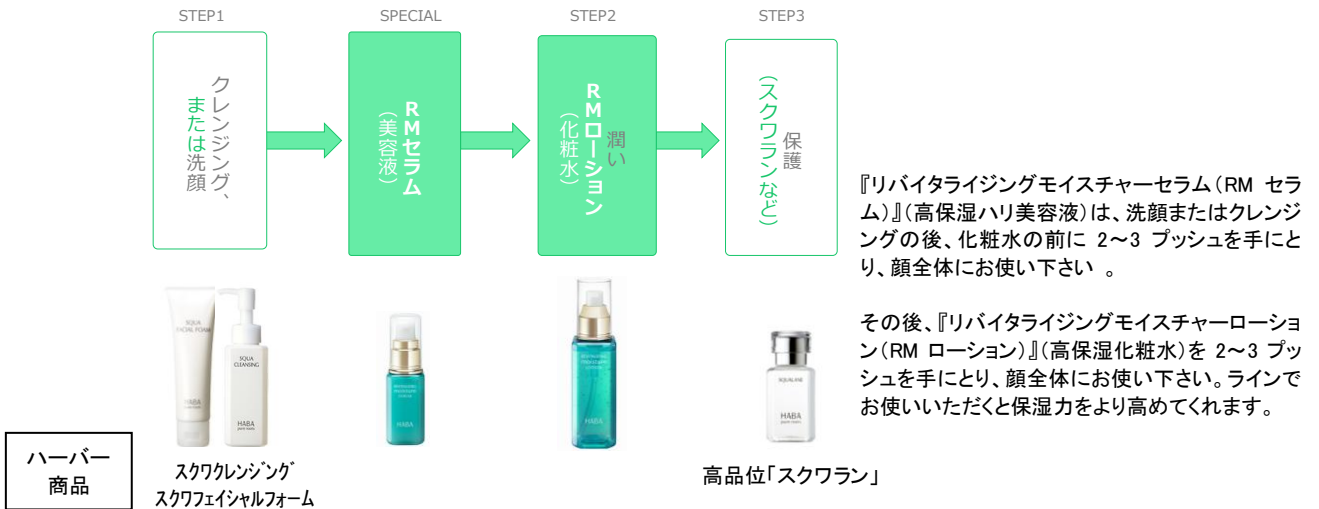 STEP1
SPECIAL
STEP2
STEP3
クレンジング、
または洗顔
RMセラム
（美容液）
潤い
RMローション
（化粧水）
保護
（スクワランなど）
『リバイタライジングモイスチャーセラム（RM セラ
ム）』（高保湿ハリ美容液）は、洗顔またはクレンジ
ングの後、化粧水の前に 2～3 プッシュを手にと
り、顔全体にお使い下さい 。
その後、『リバイタライジングモイスチャーローショ
ン（RM ローション）』（高保湿化粧水）を 2～3 プッ
シュを手にとり、顔全体にお使い下さい。ラインで
お使いいただくと保湿力をより高めてくれます。
SQUA
FACIAL FOAM
HABA
SQUA
CLEANSING
HABA
HABA
HABA
SQUALANE
HABA
ハーバー
商品
スクワクレンジング
スクワフェイシャルフォーム
高品位「スクワラン」